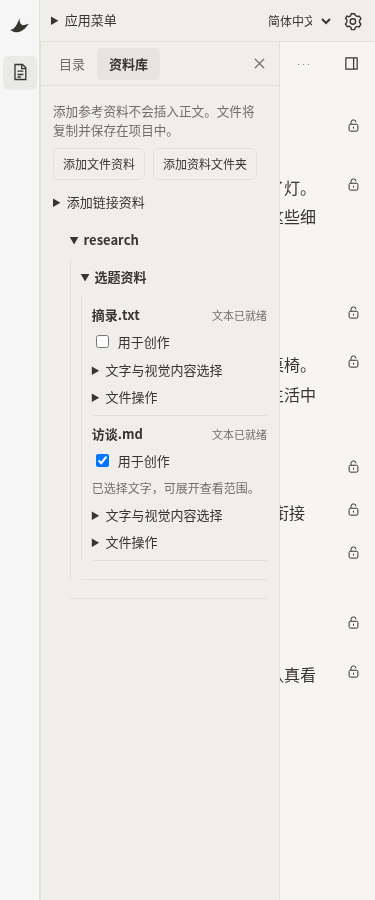 应用菜单
简体中文
目录
资料库
···
添加参考资料不会插入正文。文件将
复制并保存在项目中。
添加文件资料
添加资料文件夹
灯。
添加链接资料
些细
research
选题资料
摘录.txt
文本已就绪
用于创作
椅。
文字与视觉内容选择
文件操作
生活中
访谈.md
文本已就绪
用于创作
已选择文字，可展开查看范围。
文字与视觉内容选择
衔接
文件操作
真看